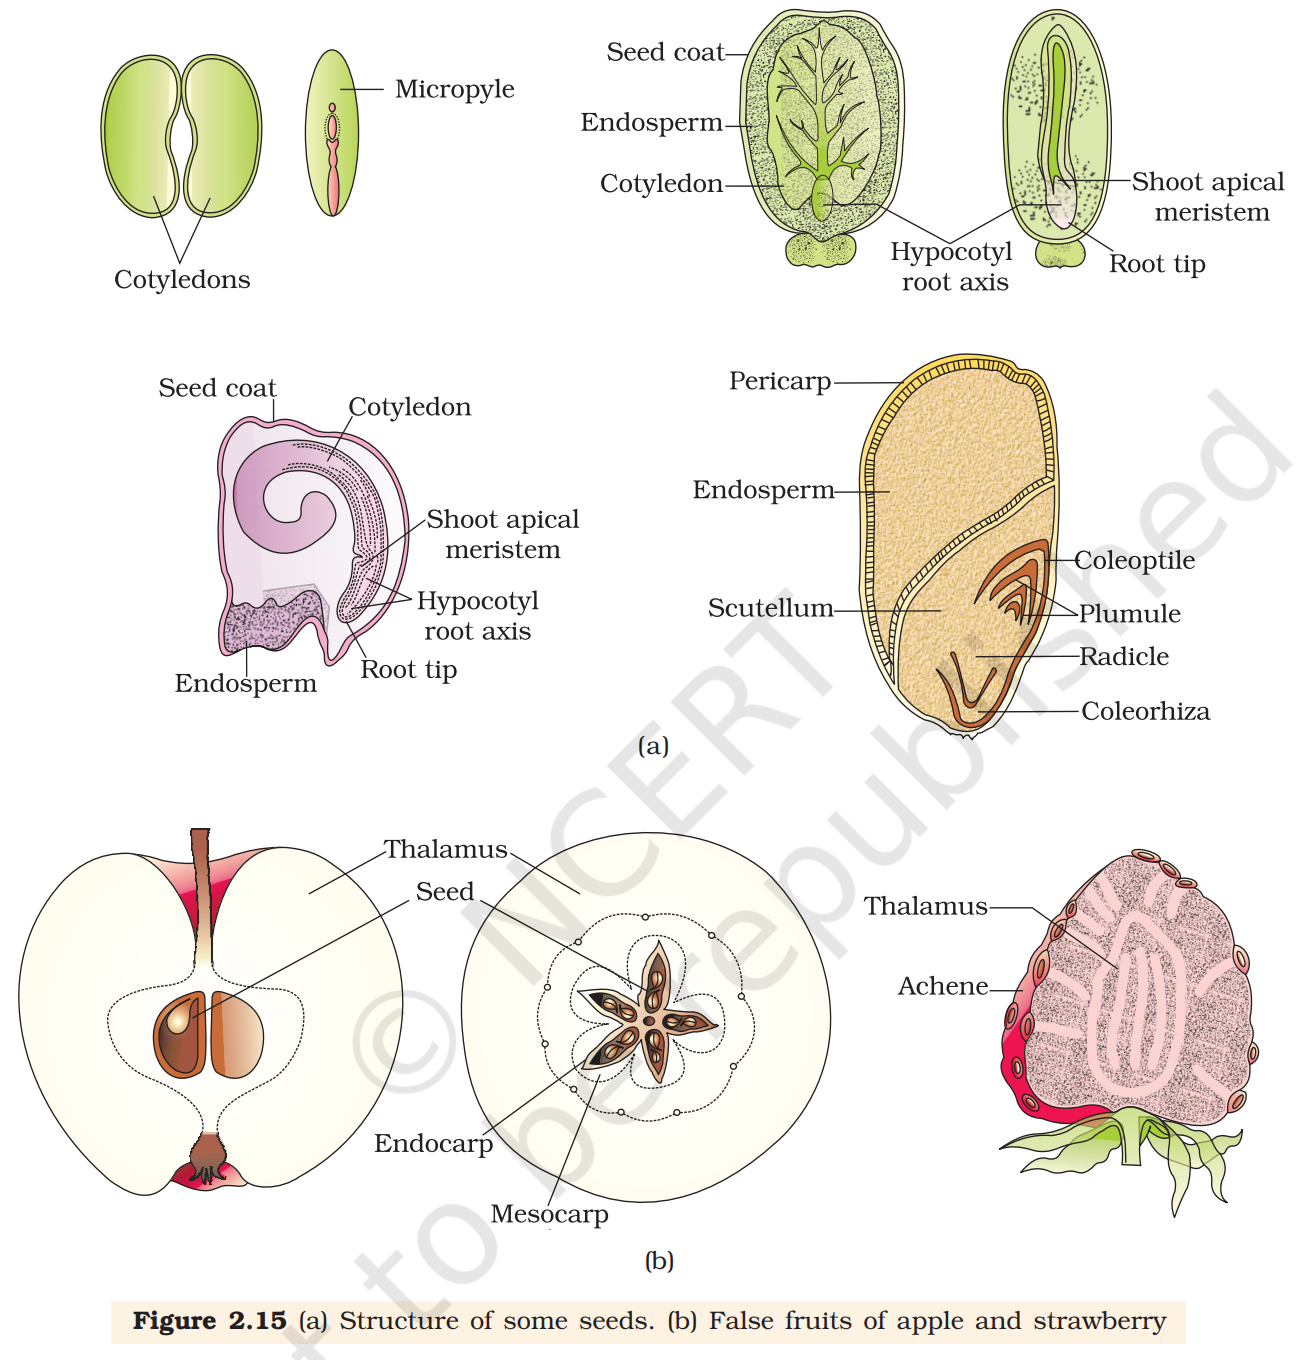 Micropyle
Cotyledons
Seed coat
Endosperm
Cotyledon
Hypocotyl
root axis
Shoot apical
meristem
Root tip
Seed coat
Cotyledon
Shoot apical
meristem
Hypocotyl
root axis
Root tip
Endosperm
Pericarp
Endosperm
Scutellum
Coleoptile
Plumule
Radicle
Coleorhiza
(a)
Thalamus
Seed
Endocarp
Mesocarp
Thalamus
Achene
(b)
Figure 2.15 (a) Structure of some seeds. (b) False fruits of apple and strawberry
© NCERT
t to be republished